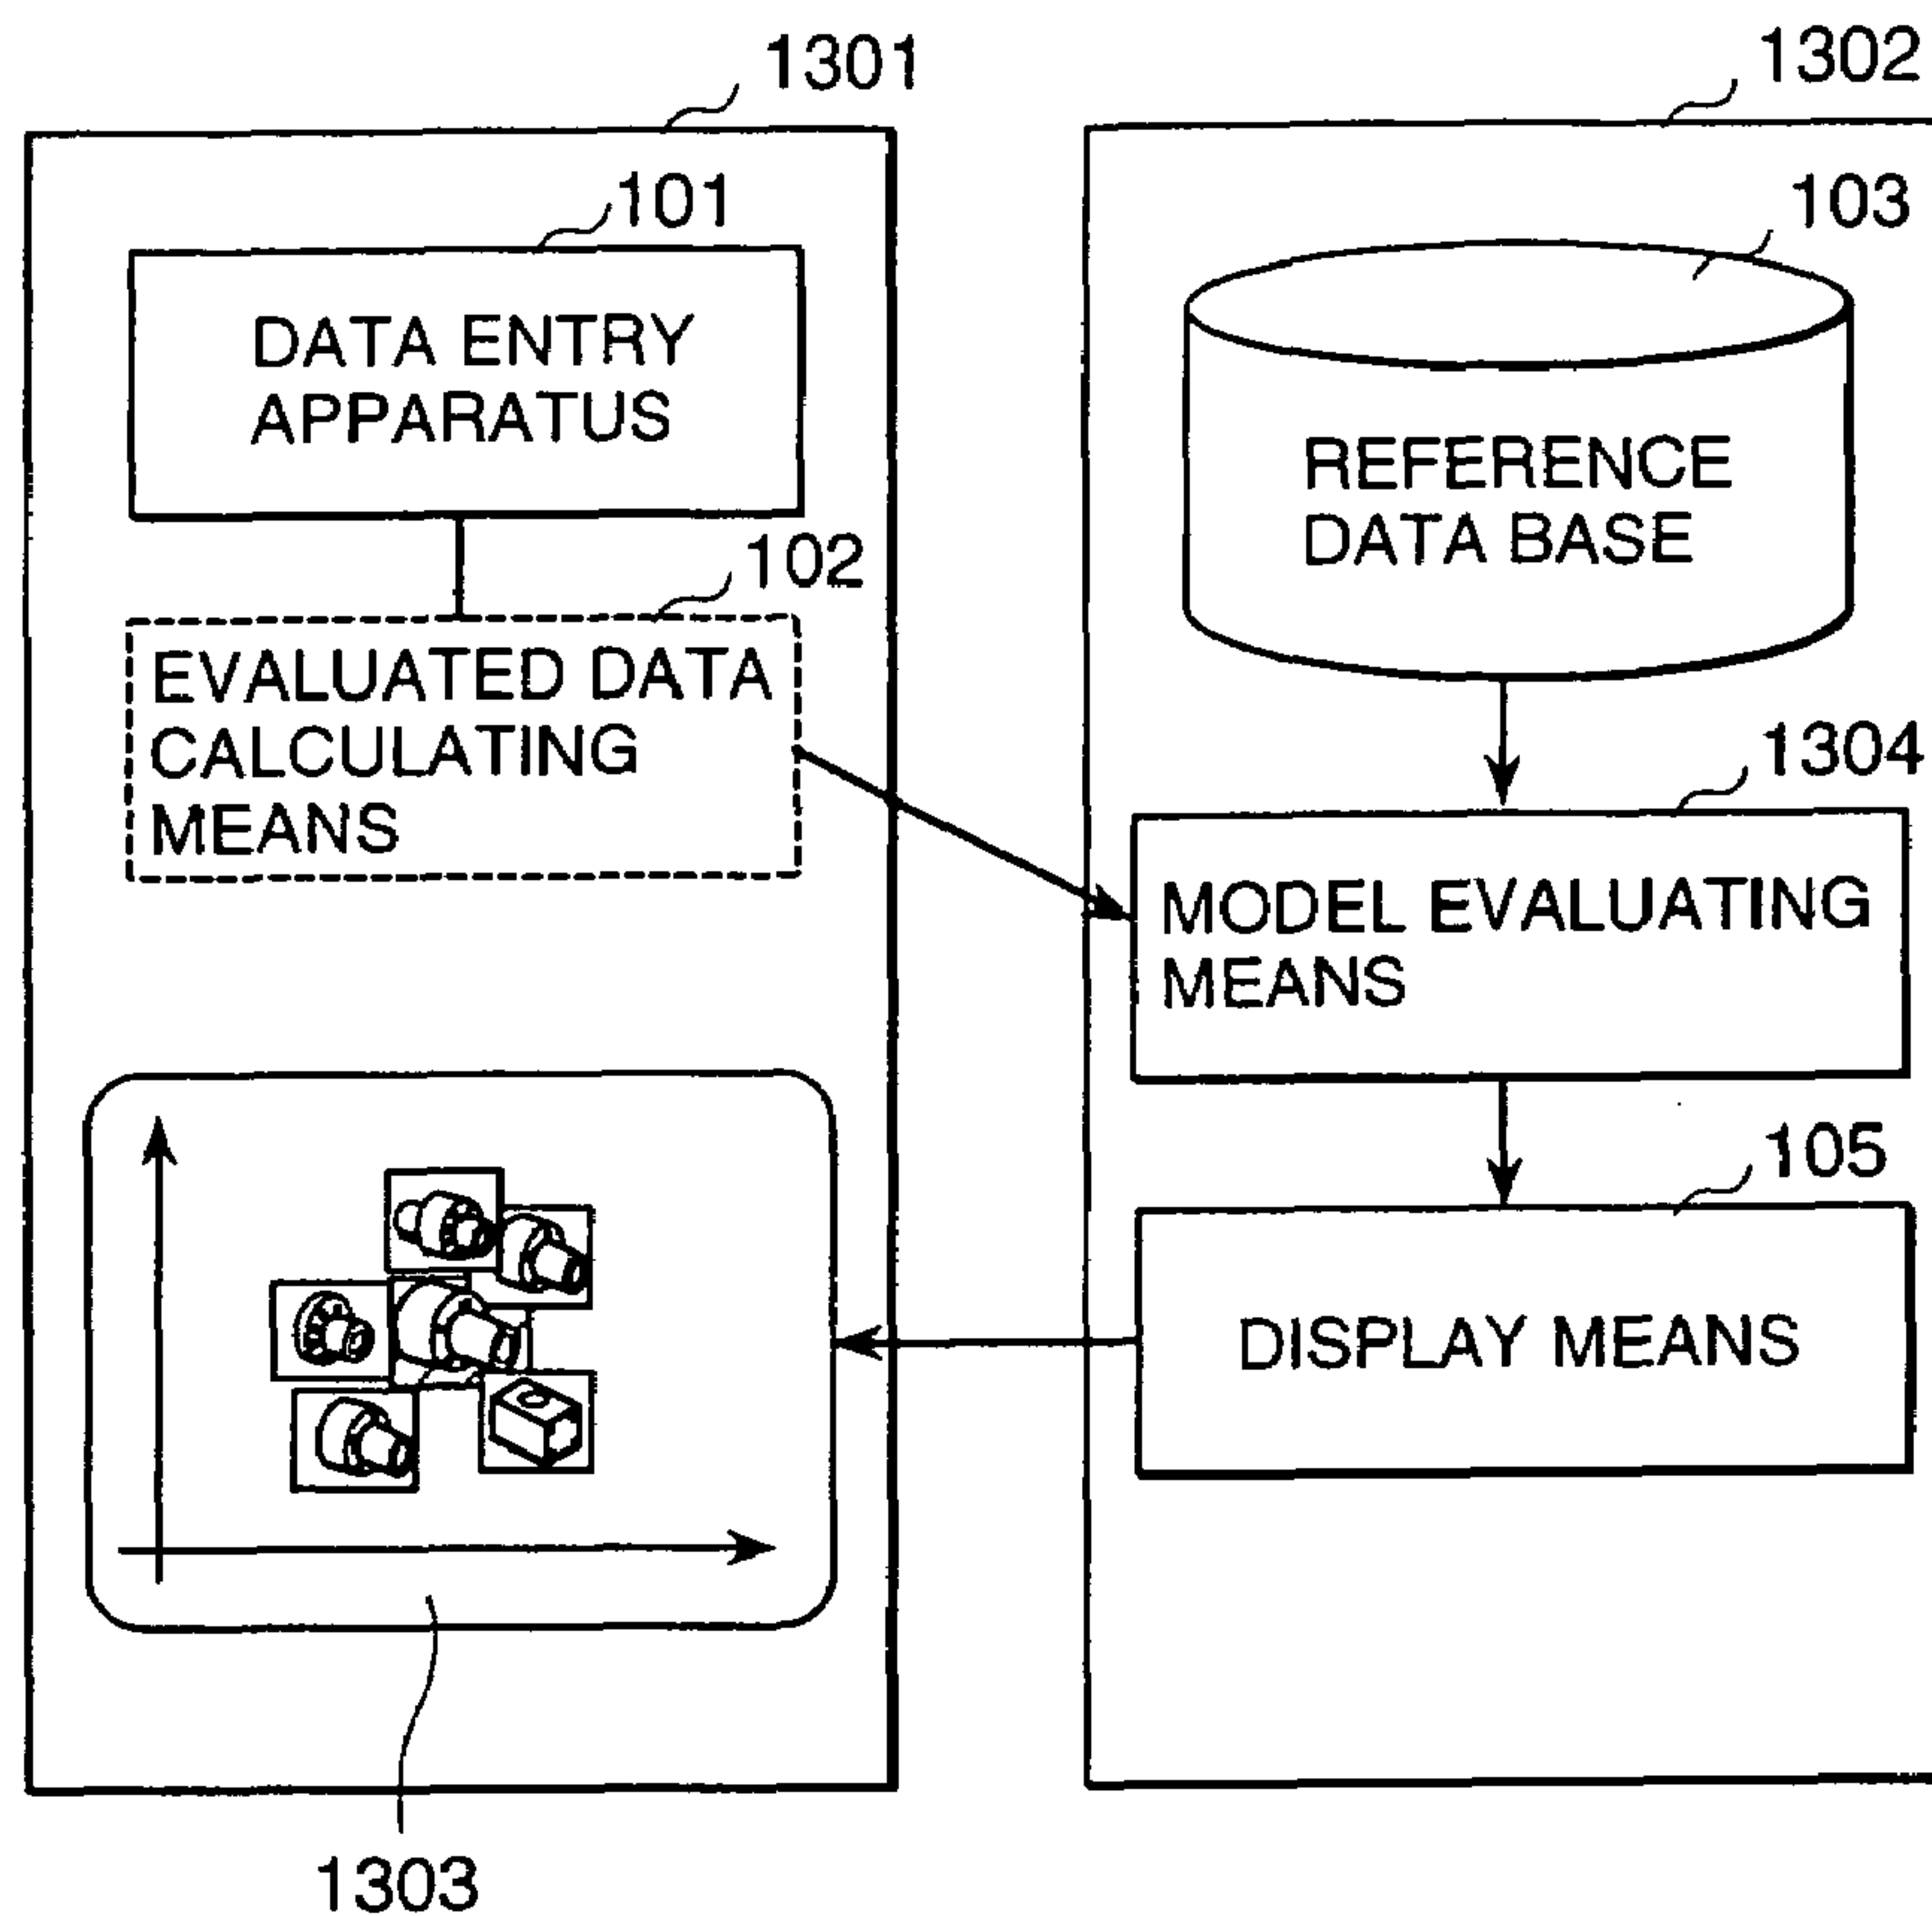 1301
1302
101
DATA ENTRY
APPARATUS
103
REFERENCE
DATA BASE
102
EVALUATED DATA
CALCULATING
MEANS
1304
MODEL EVALUATING
MEANS
105
DISPLAY MEANS
1303